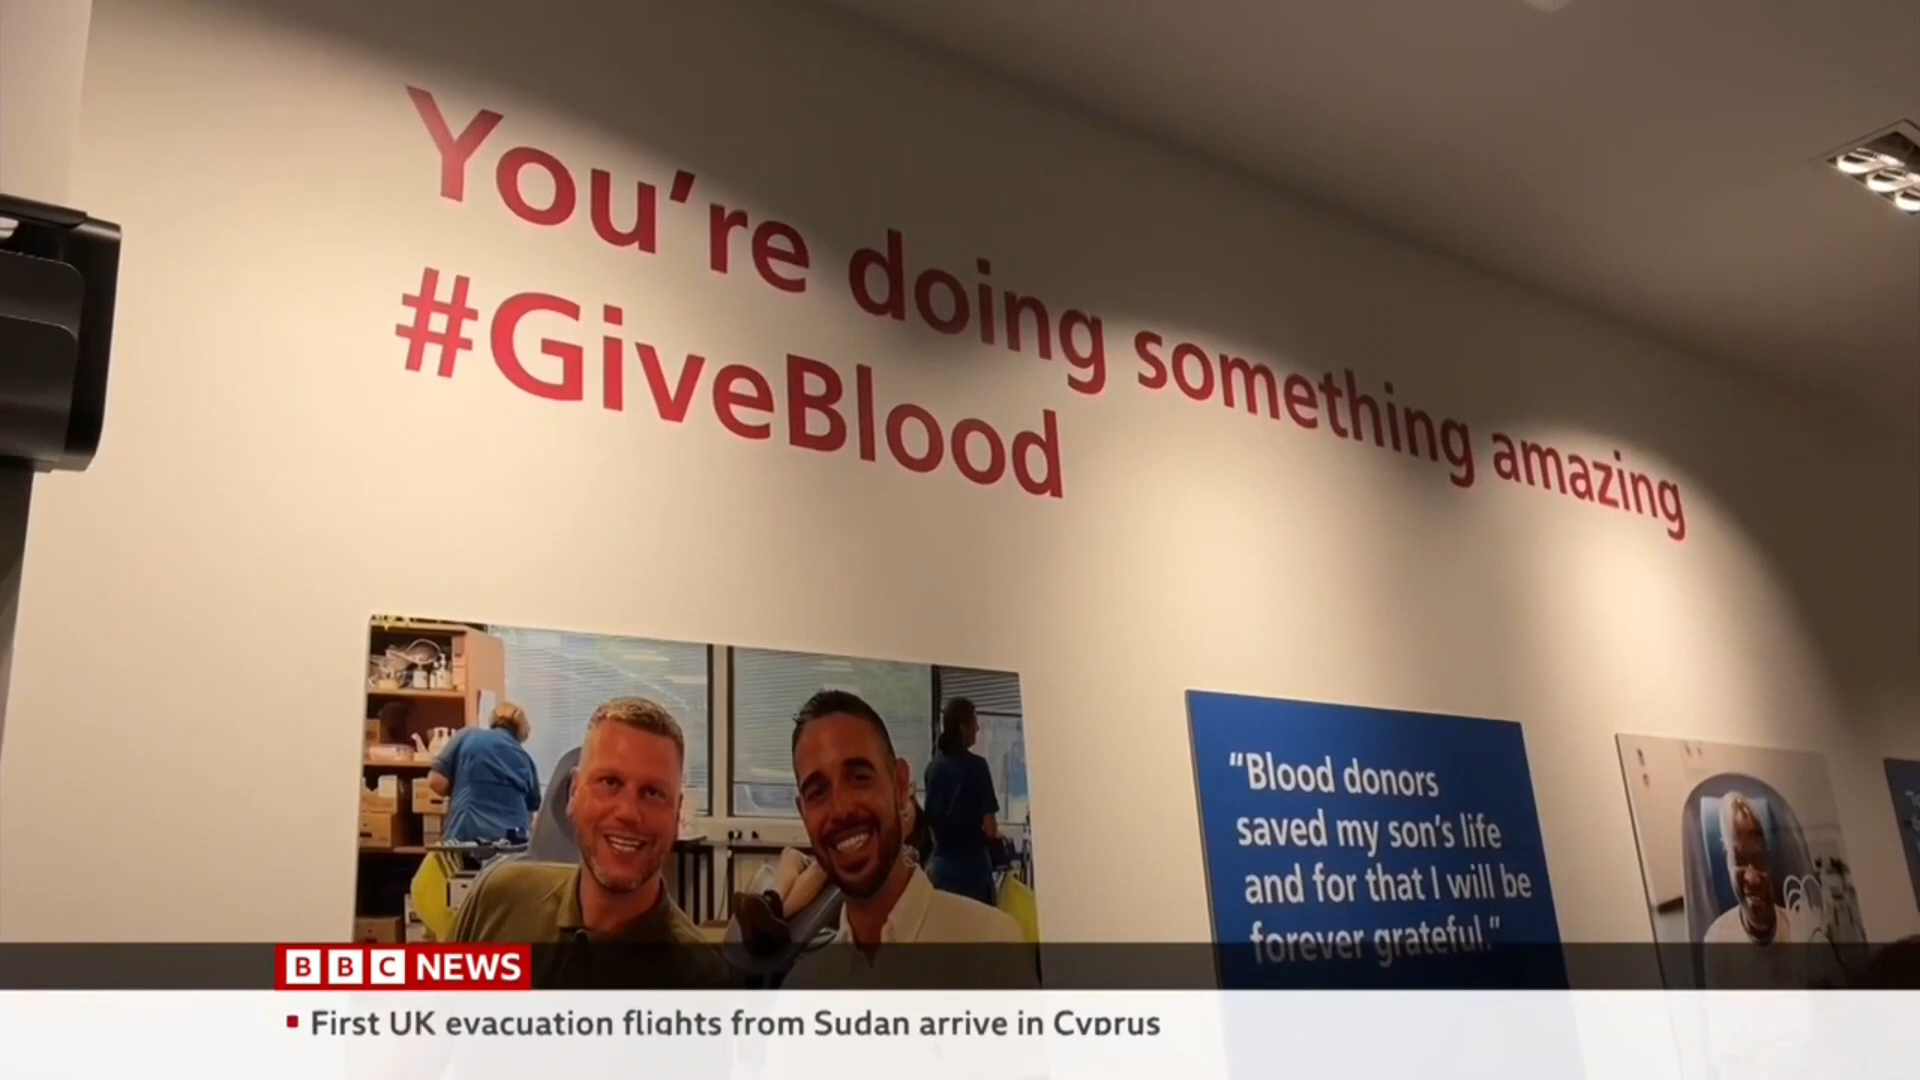 You're doing something amazing
#GiveBlood
"Blood donors
saved my son's life
and for that I will be
forever grateful."
BBC NEWS
First UK evacuation flights from Sudan arrive in Cyprus